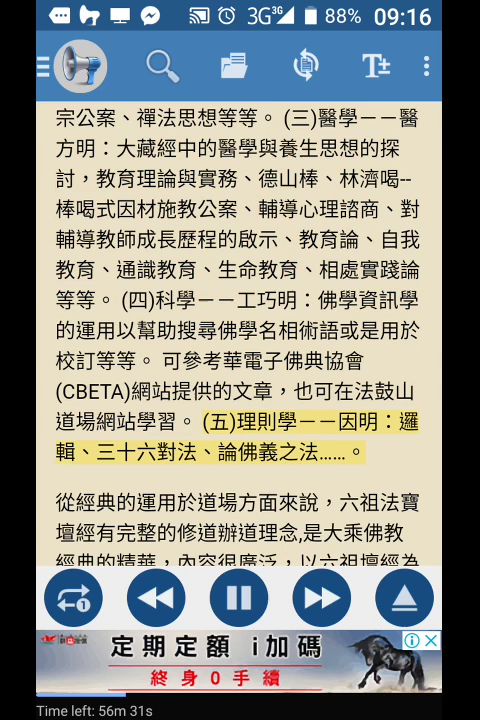 3G 3G 88% 09:16
T±
宗公案、禪法思想等等。 (三)醫學－－醫
方明：大藏經中的醫學與養生思想的探
討，教育理論與實務、德山棒、林濟喝--
棒喝式因材施教公案、輔導心理諮商、對
輔導教師成長歷程的啟示、教育論、自我
教育、通識教育、生命教育、相處實踐論
等等。 (四)科學－－工巧明：佛學資訊學
的運用以幫助搜尋佛學名相術語或是用於
校訂等等。 可參考華電子佛典協會
(CBETA)網站提供的文章，也可在法鼓山
道場網站學習。 (五)理則學－－因明：邏
輯、三十六對法、論佛義之法……。
從經典的運用於道場方面來說，六祖法寶
壇經有完整的修道辦道理念,是大乘佛教
經典的精華，內容很廣泛，以六祖壇經為
1
定期定額 i加碼
終身0手續
Time left: 56m 31s